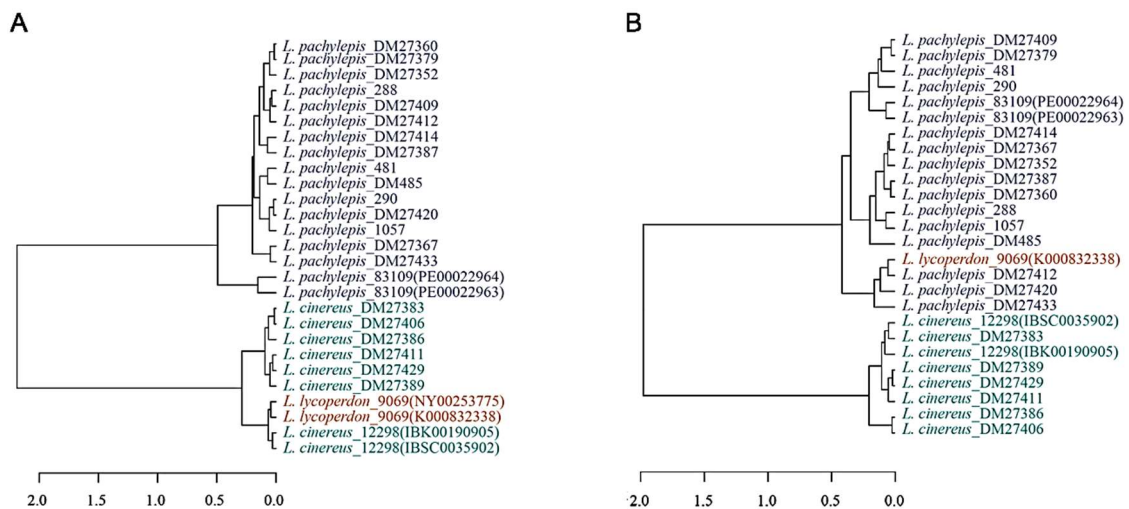 A
L. pachylepis_DM27360
L. pachylepis_DM27379
L. pachylepis_DM27352
L. pachylepis_288
L. pachylepis_DM27409
L. pachylepis_DM27412
L. pachylepis_DM27414
L. pachylepis_DM27387
L. pachylepis_481
L. pachylepis_DM485
L. pachylepis_290
L. pachylepis_DM27420
L. pachylepis_1057
L. pachylepis_DM27367
L. pachylepis_DM27433
L. pachylepis_83109(PE00022964)
L. pachylepis_83109(PE00022963)
L. cinereus_DM27383
L. cinereus_DM27406
L. cinereus_DM27386
L. cinereus_DM27411
L. cinereus_DM27429
L. cinereus_DM27389
L. lycoperdon_9069(NY00253775)
L. lycoperdon_9069(K000832338)
L. cinereus_12298(IBK00190905)
L. cinereus_12298(IBSC0035902)
2.0 1.5 1.0 0.5 0.0
B
L. pachylepis_DM27409
L. pachylepis_DM27379
L. pachylepis_481
L. pachylepis_290
L. pachylepis_83109(PE00022964)
L. pachylepis_83109(PE00022963)
L. pachylepis_DM27414
L. pachylepis_DM27367
L. pachylepis_DM27352
L. pachylepis_DM27387
L. pachylepis_DM27360
L. pachylepis_288
L. pachylepis_1057
L. pachylepis_DM485
L. lycoperdon_9069(K000832338)
L. pachylepis_DM27412
L. pachylepis_DM27420
L. pachylepis_DM27433
L. cinereus_12298(IBSC0035902)
L. cinereus_DM27383
L. cinereus_12298(IBK00190905)
L. cinereus_DM27389
L. cinereus_DM27429
L. cinereus_DM27411
L. cinereus_DM27386
L. cinereus_DM27406
2.0 1.5 1.0 0.5 0.0